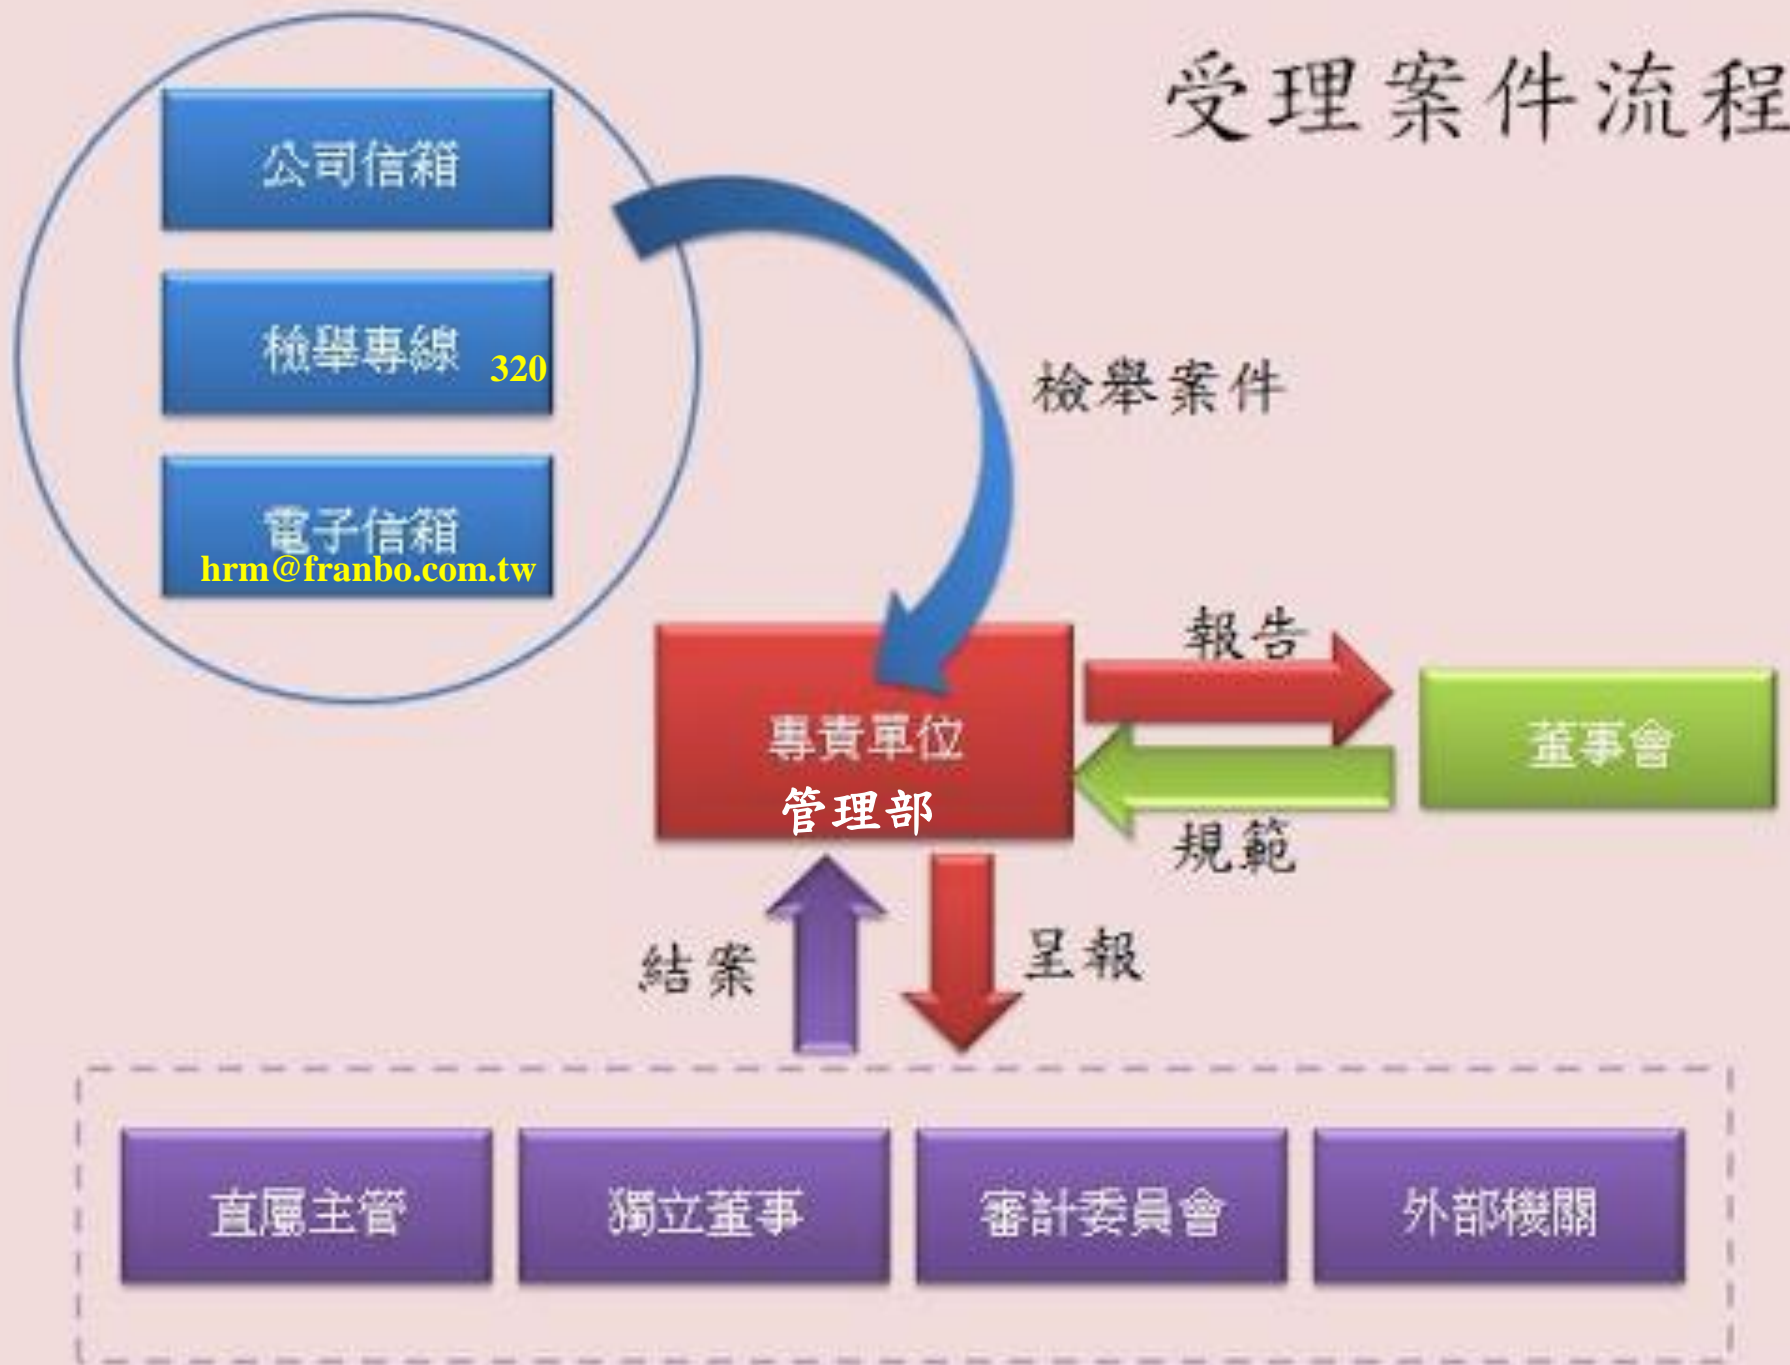 受理案件流程
公司信箱
檢舉專線 320
電子信箱
hrm@franbo.com.tw
檢舉案件
專責單位
管理部
報告
董事會
規範
結案
呈報
直屬主管
獨立董事
審計委員會
外部機關